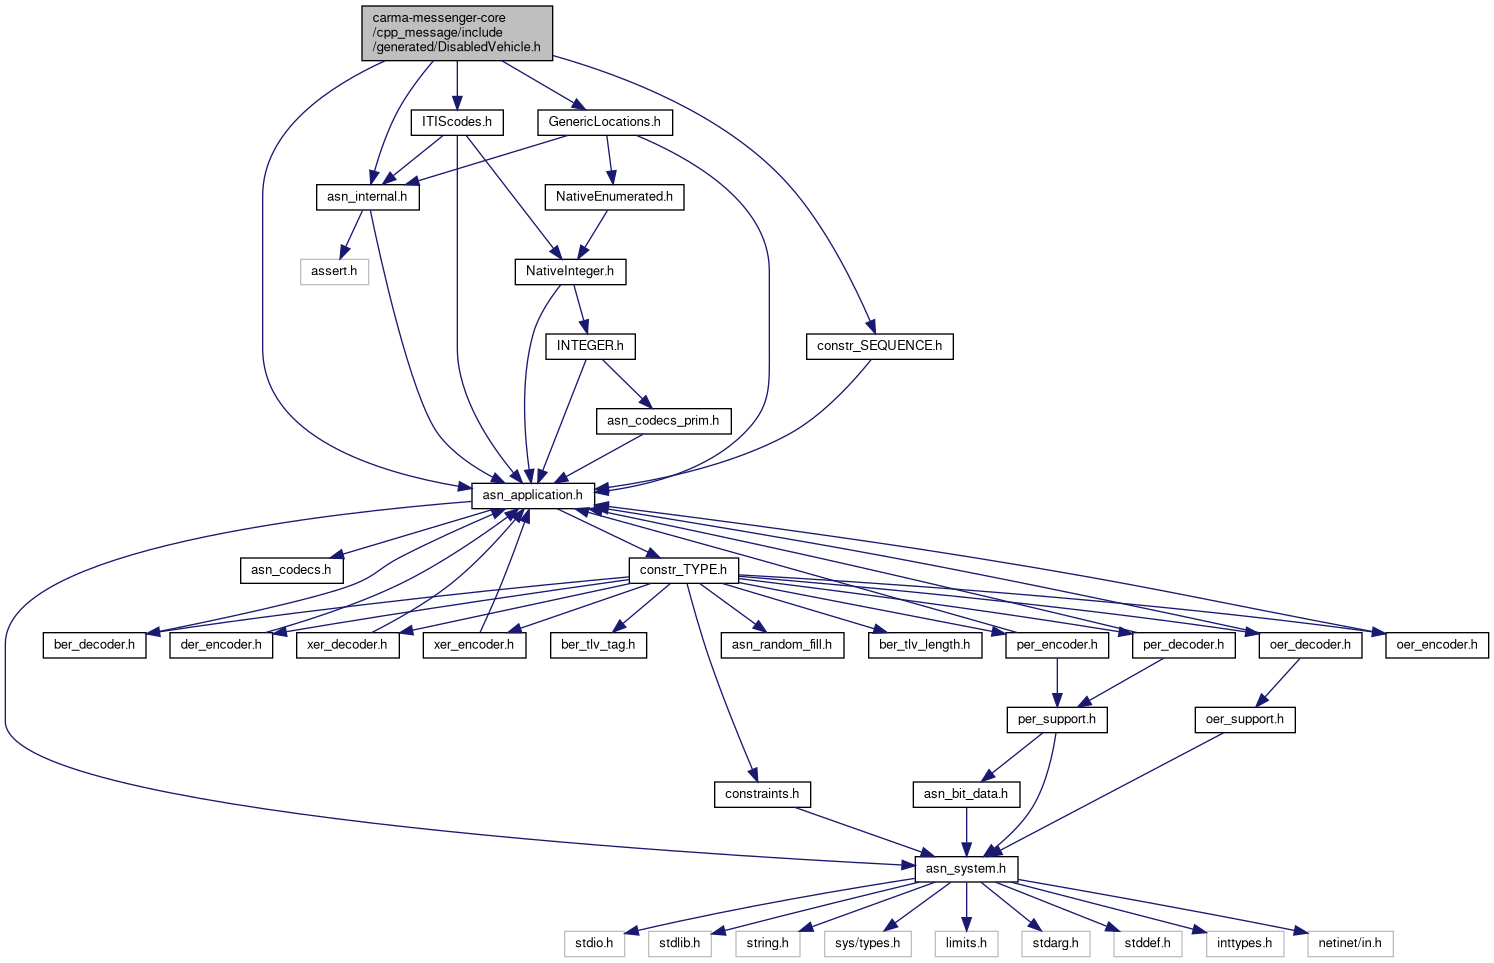 carma-messenger-core
/cpp_message/include
/generated/DisabledVehicle.h
ITIScodes.h
GenericLocations.h
asn_internal.h
NativeEnumerated.h
assert.h
NativeInteger.h
INTEGER.h
constr_SEQUENCE.h
asn_codecs_prim.h
asn_application.h
asn_codecs.h
constr_TYPE.h
ber_decoder.h
der_encoder.h
xer_decoder.h
xer_encoder.h
ber_tlv_tag.h
asn_random_fill.h
ber_tlv_length.h
per_encoder.h
per_decoder.h
oer_decoder.h
oer_encoder.h
per_support.h
oer_support.h
constraints.h
asn_bit_data.h
asn_system.h
stdio.h
stdlib.h
string.h
sys/types.h
limits.h
stdarg.h
stddef.h
inttypes.h
netinet/in.h